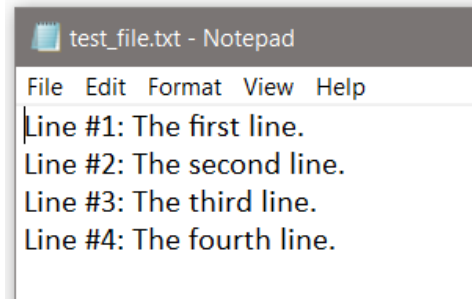 test_file.txt - Notepad
File Edit Format View Help
Line #1: The first line.
Line #2: The second line.
Line #3: The third line.
Line #4: The fourth line.